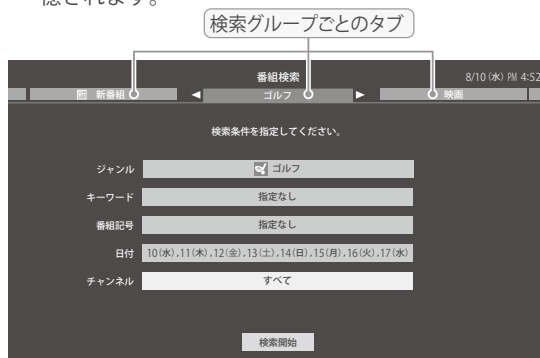 隠されます。
検索グループごとのタブ
番組検索
8/10 (水) PM 4:52
新 新番組
◀ ゴルフ ▶
映画
検索条件を指定してください。
ジャンル ゴルフ
キーワード 指定なし
番組記号 指定なし
日付 10(水),11(木),12(金),13(土),14(日),15(月),16(火),17(水)
チャンネル すべて
検索開始